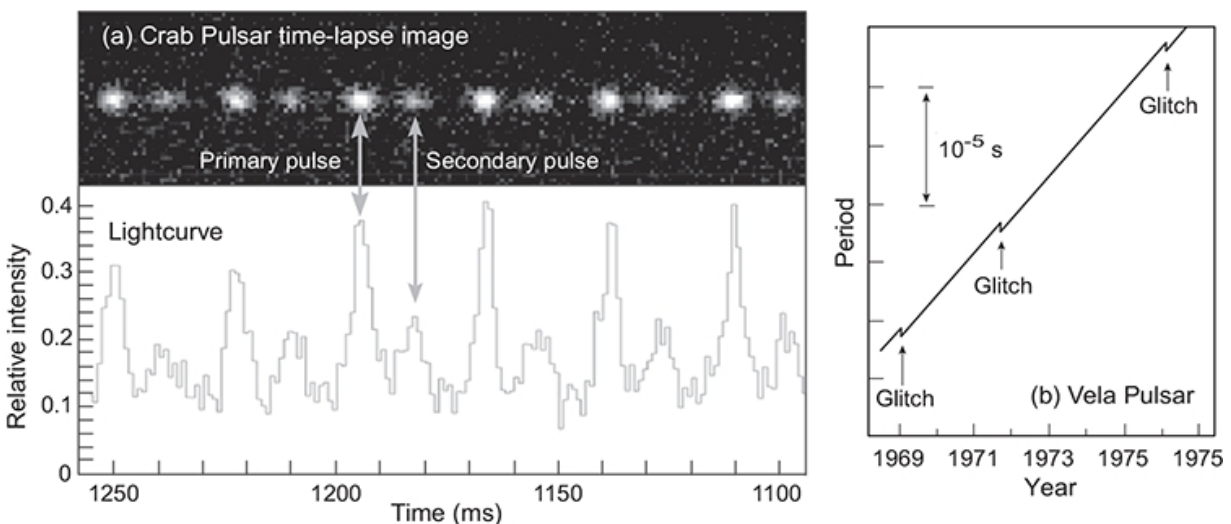 (a) Crab Pulsar time-lapse image
Primary pulse
Secondary pulse
0.4
Lightcurve
0.3
0.2
0.1
0
Relative intensity
1250
1200
1150
1100
Time (ms)
Period
10⁻⁵ s
Glitch
Glitch
Glitch
(b) Vela Pulsar
1969
1971
1973
1975
1975
Year